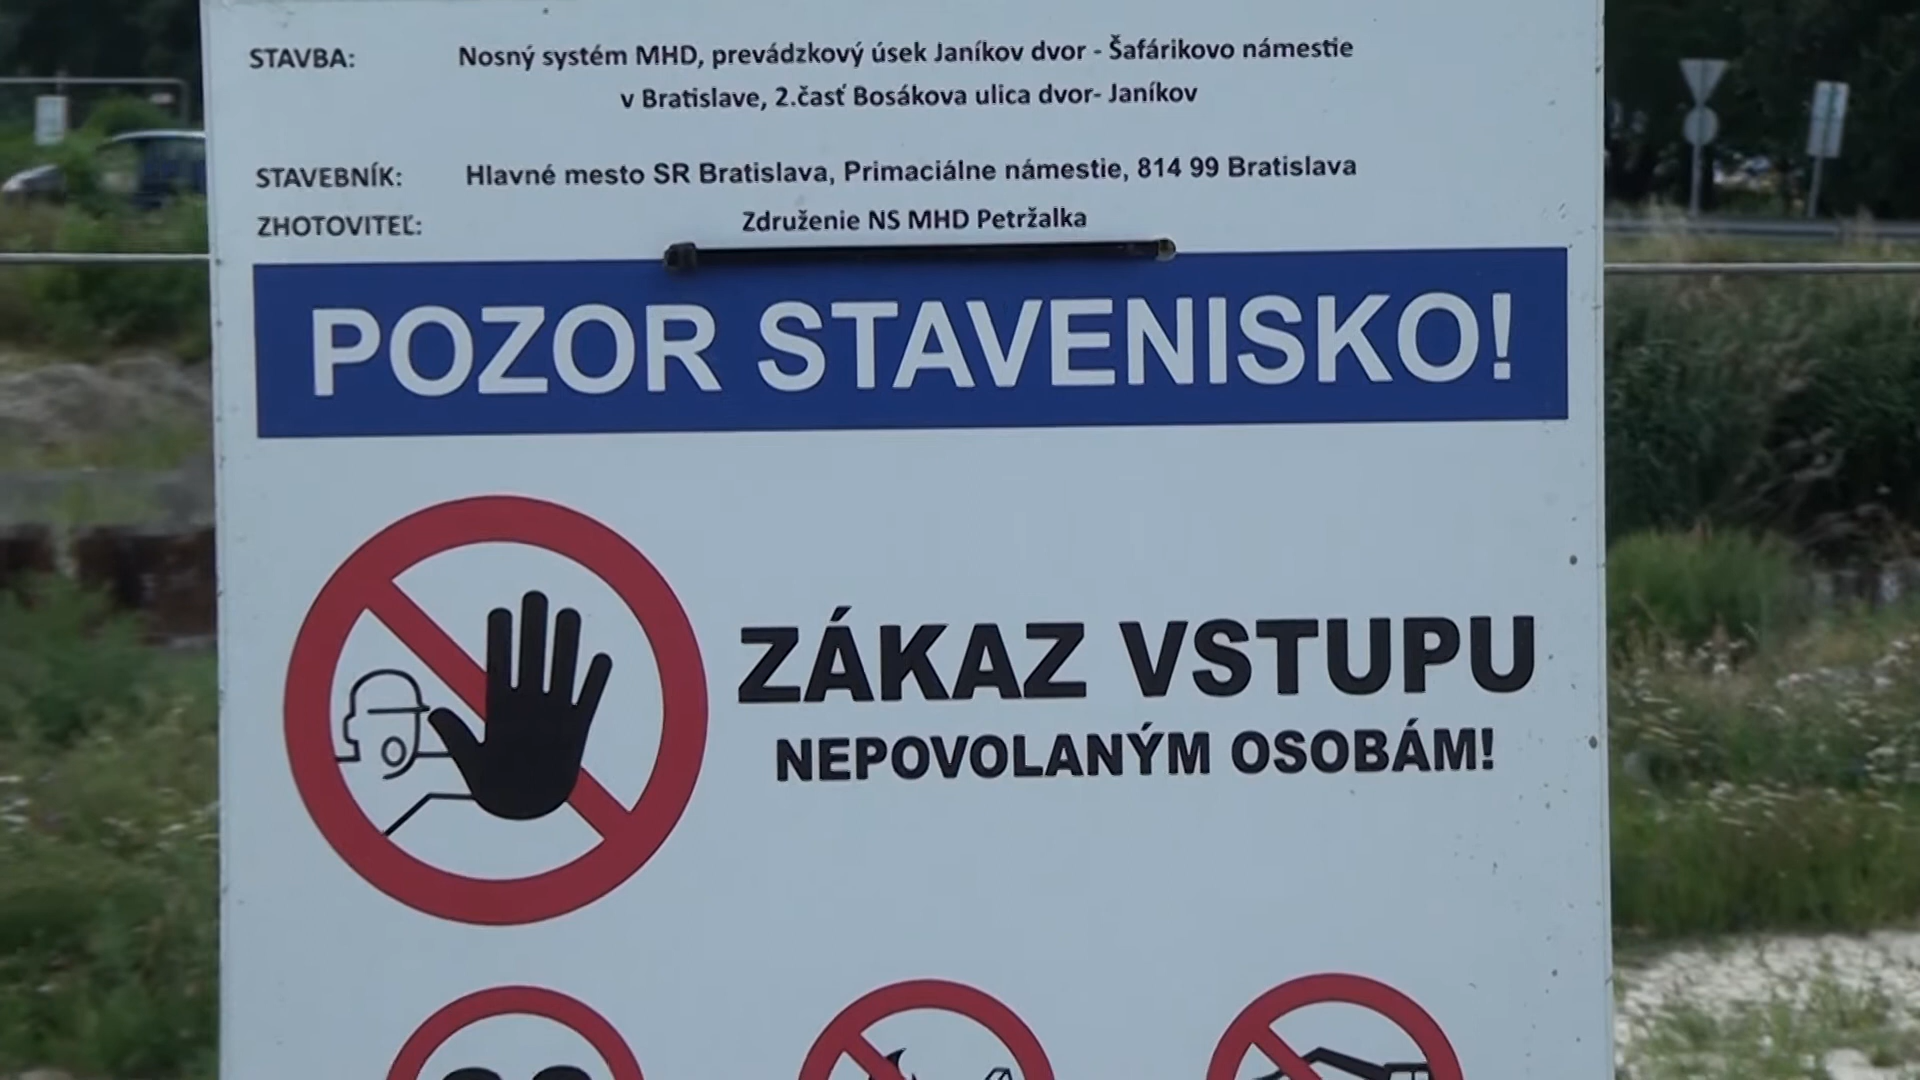 STAVBA: Nosný systém MHD, prevádzkový úsek Janíkov dvor - Šafárikovo námestie
v Bratislave, 2.časť Bosákova ulica dvor- Janíkov
STAVEBNÍK: Hlavné mesto SR Bratislava, Primaciálne námestie, 814 99 Bratislava
ZHOTOVITEĽ: Združenie NS MHD Petržalka
POZOR STAVENISKO!
ZÁKAZ VSTUPU
NEPOVOLANÝM OSOBÁM!